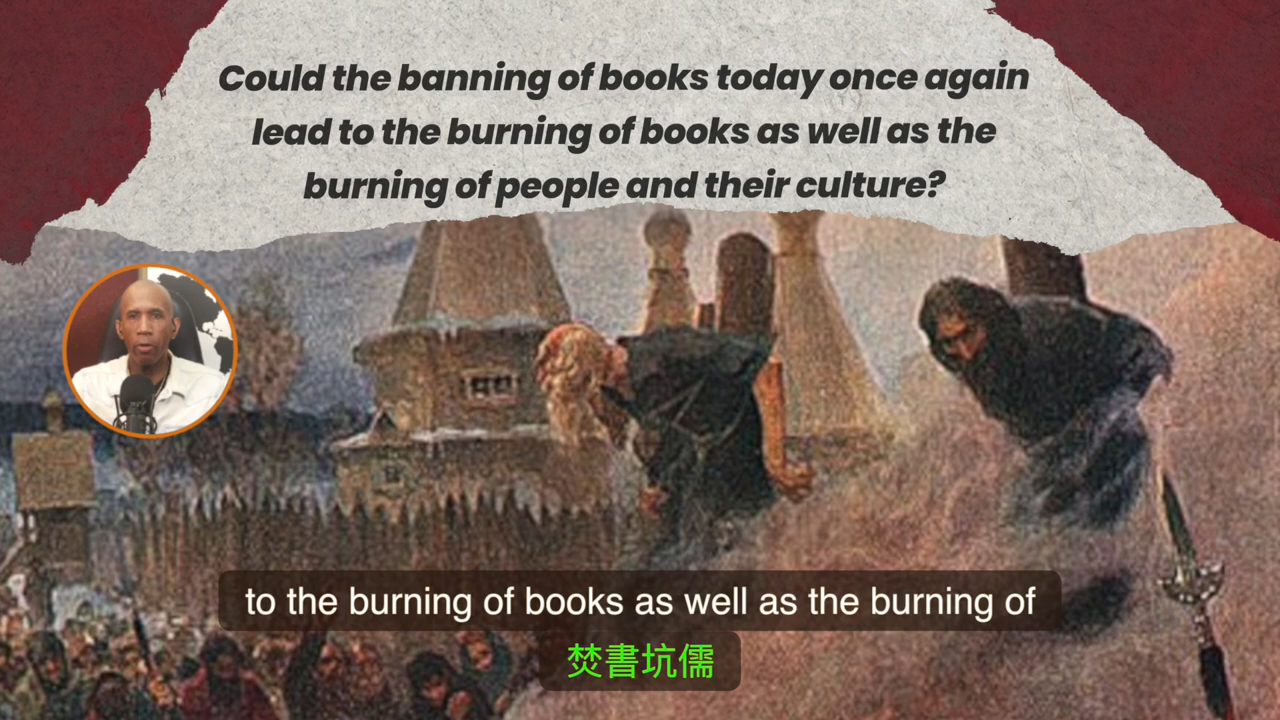 Could the banning of books today once again
lead to the burning of books as well as the
burning of people and their culture?
to the burning of books as well as the burning of
焚書坑儒